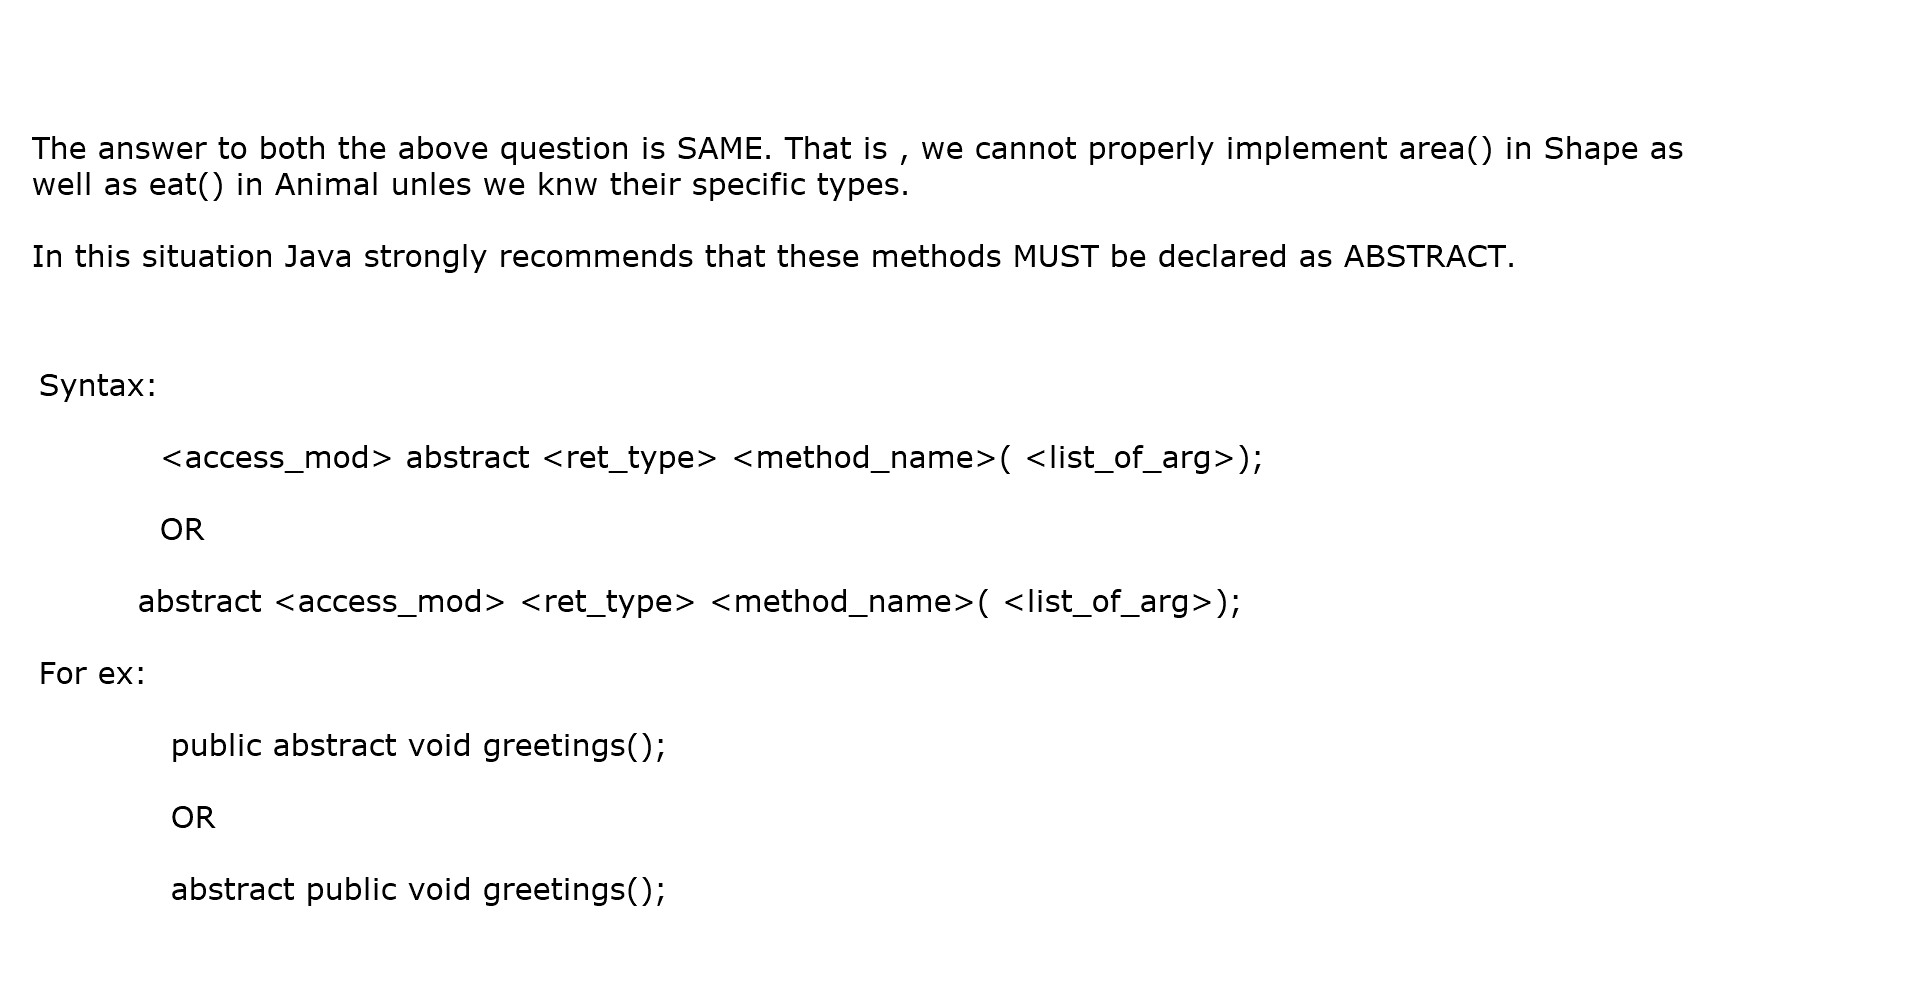 The answer to both the above question is SAME. That is , we cannot properly implement area() in Shape as
well as eat() in Animal unles we knw their specific types.
In this situation Java strongly recommends that these methods MUST be declared as ABSTRACT.
Syntax:
<access_mod> abstract <ret_type> <method_name>( <list_of_arg>);
OR
abstract <access_mod> <ret_type> <method_name>( <list_of_arg>);
For ex:
public abstract void greetings();
OR
abstract public void greetings();